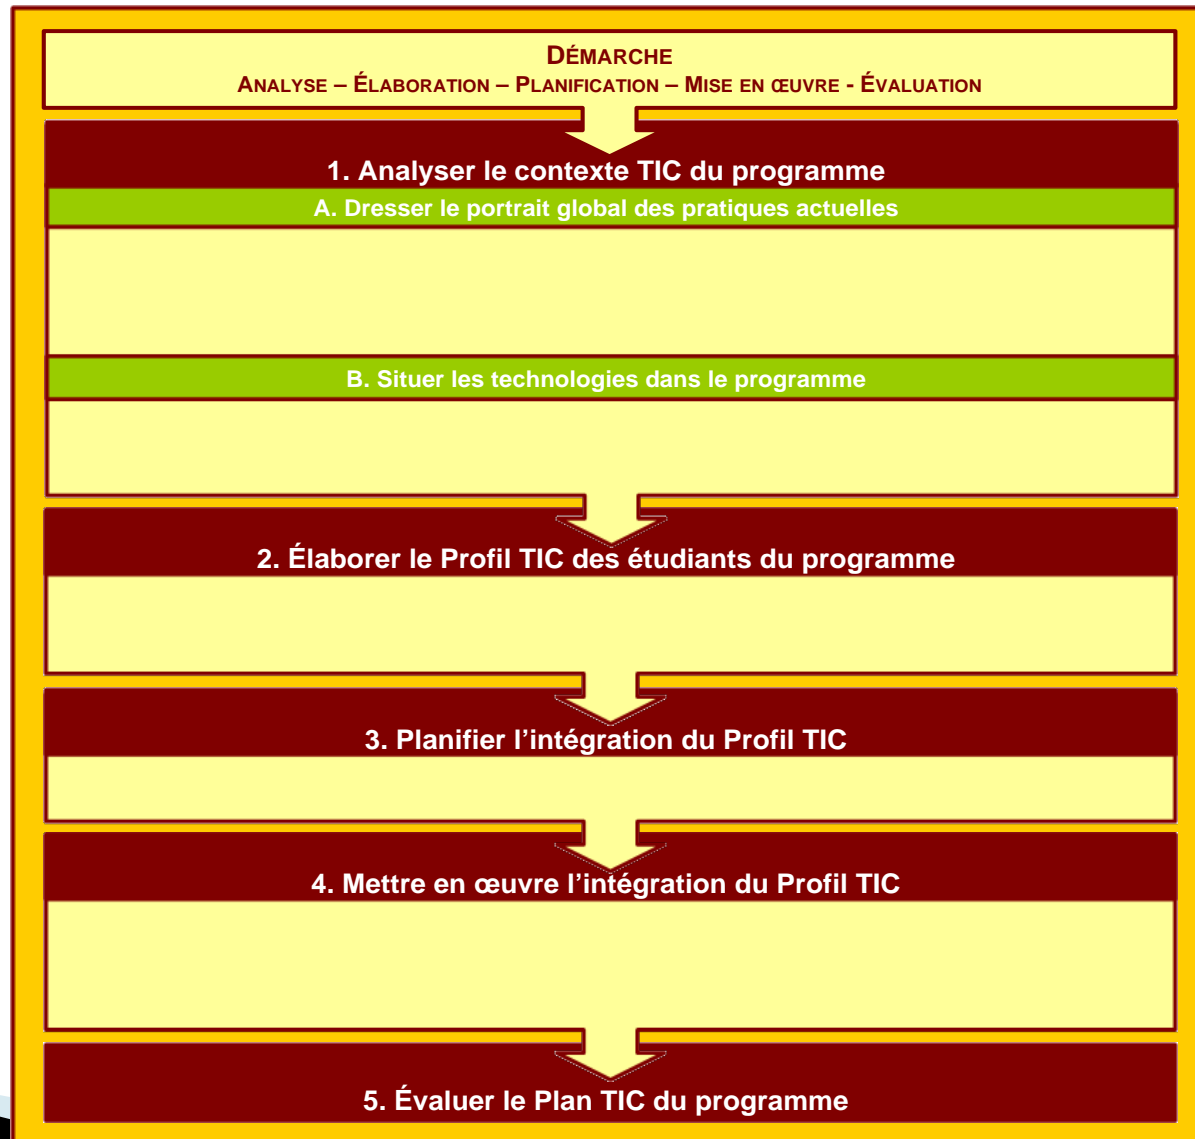 DÉMARCHE
ANALYSE – ÉLABORATION – PLANIFICATION – MISE EN ŒUVRE - ÉVALUATION
1. Analyser le contexte TIC du programme
A. Dresser le portrait global des pratiques actuelles
B. Situer les technologies dans le programme
2. Élaborer le Profil TIC des étudiants du programme
3. Planifier l’intégration du Profil TIC
4. Mettre en œuvre l’intégration du Profil TIC
5. Évaluer le Plan TIC du programme